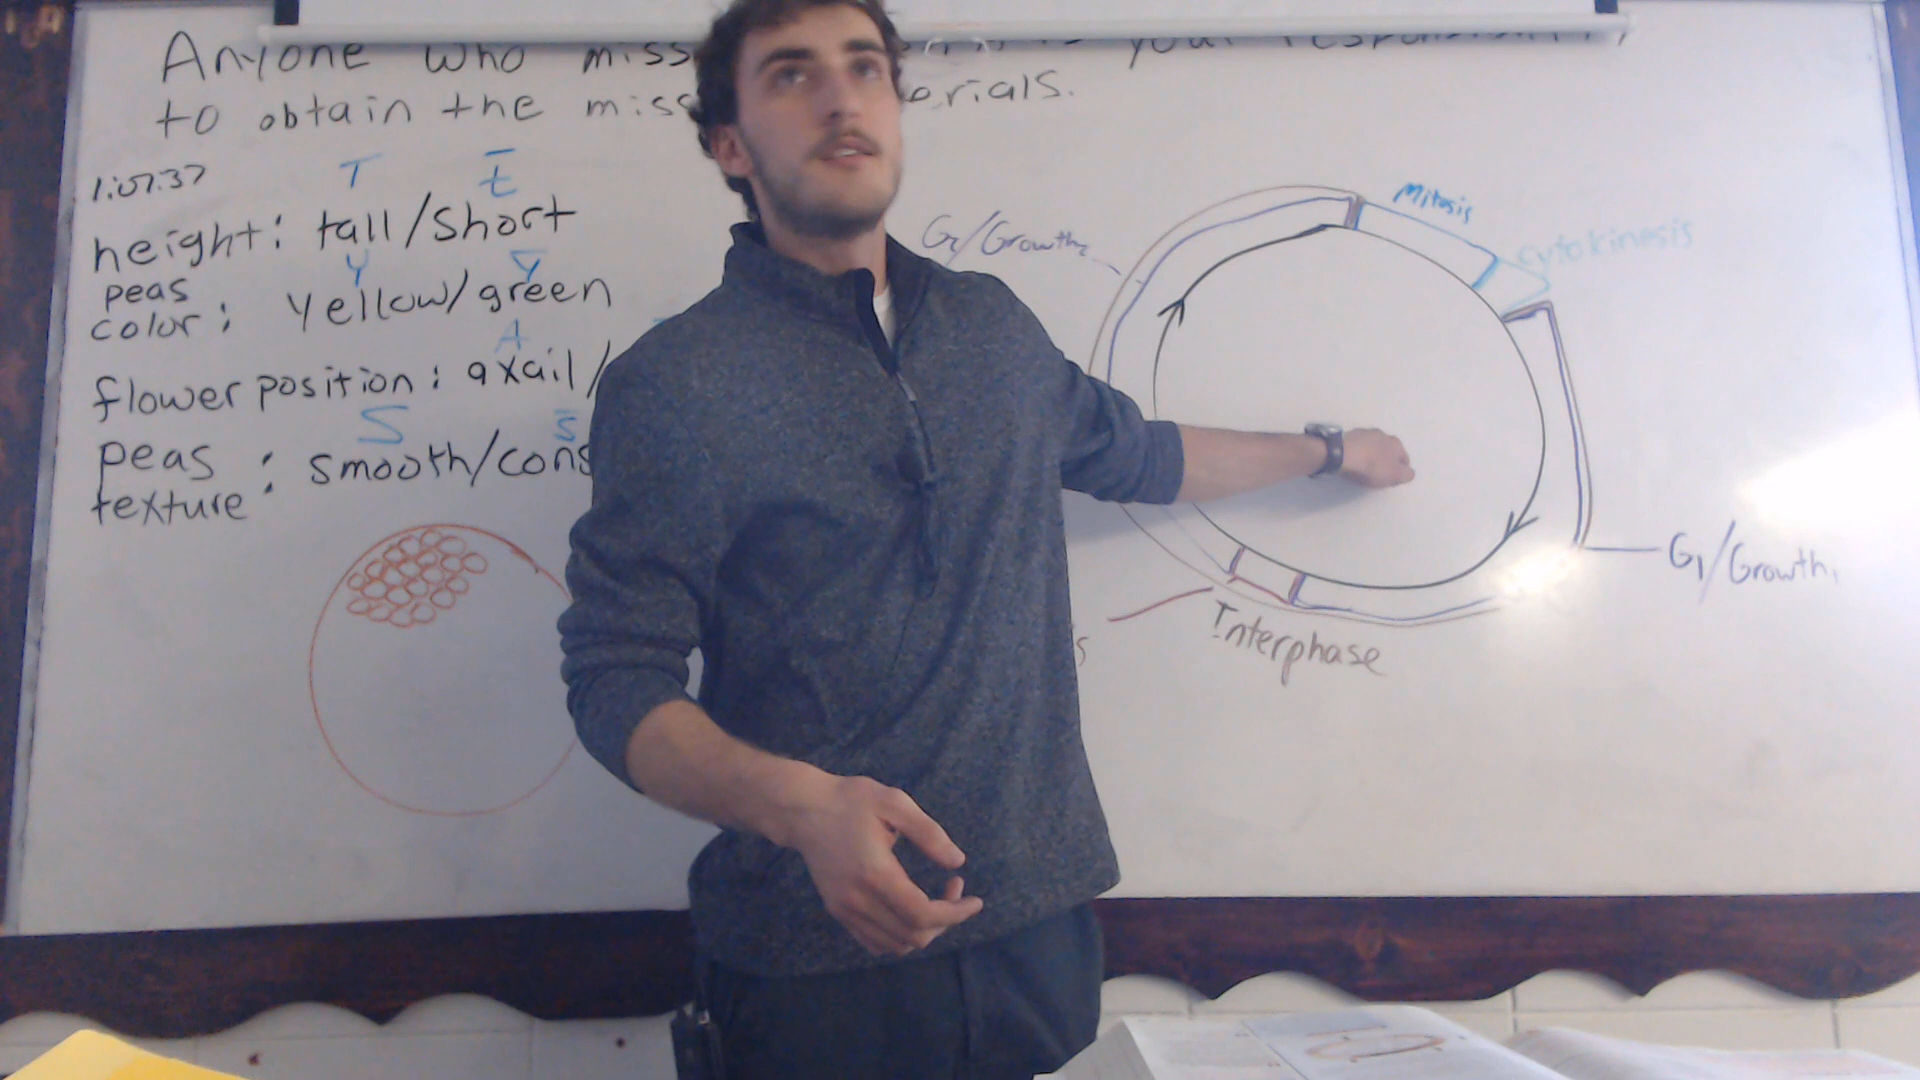 Anyone who miss your responsibility
to obtain the miss erials.
1:07:37
T t
height: tall/short
Y Y
peas
color: Yellow/green
A
flower position: axail/
S s
peas
texture: smooth/cons
Mitosis
Cytokinesis
G2/Growth2
G1/Growth1
Interphase
s